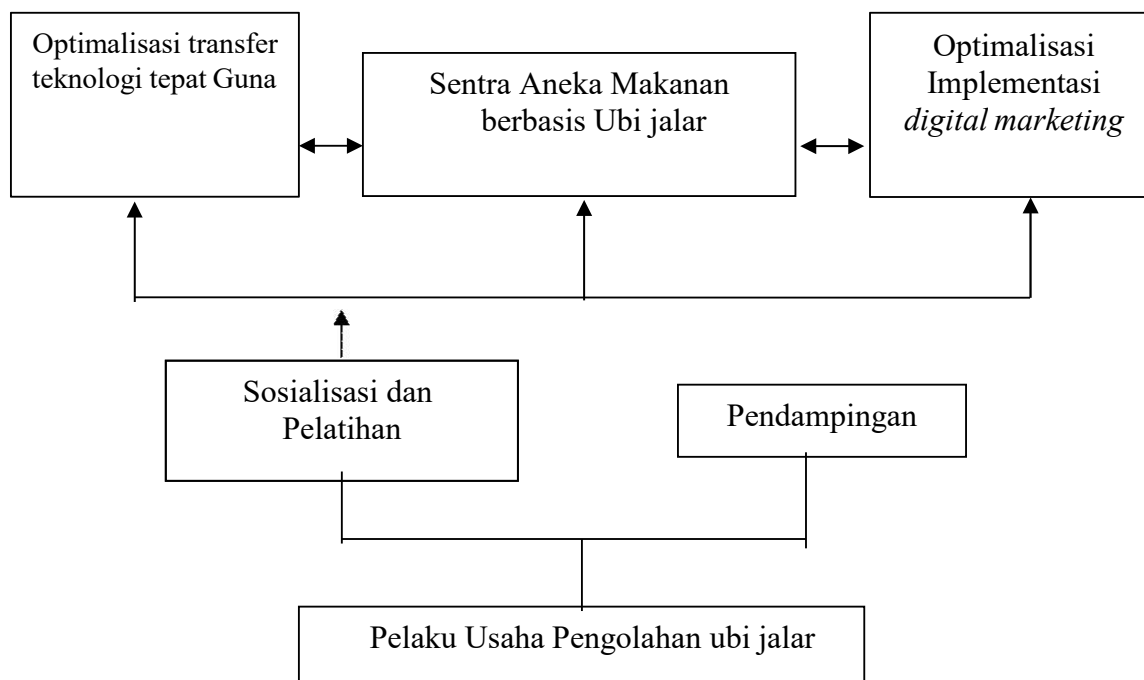 Optimalisasi transfer
teknologi tepat Guna
Sentra Aneka Makanan
berbasis Ubi jalar
Optimalisasi
Implementasi
digital marketing
Sosialisasi dan
Pelatihan
Pendampingan
Pelaku Usaha Pengolahan ubi jalar